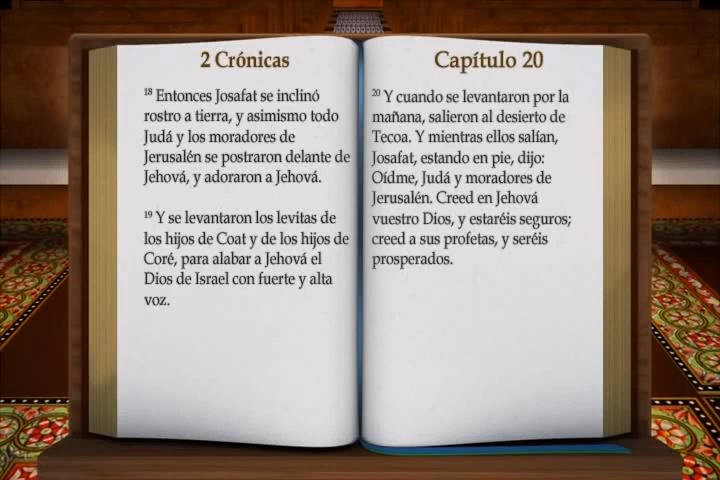 2 Crónicas
18 Entonces Josafat se inclinó
rostro a tierra, y asimismo todo
Judá y los moradores de
Jerusalén se postraron delante de
Jehová, y adoraron a Jehová.
19 Y se levantaron los levitas de
los hijos de Coat y de los hijos de
Coré, para alabar a Jehová el
Dios de Israel con fuerte y alta
voz.
Capítulo 20
20 Y cuando se levantaron por la
mañana, salieron al desierto de
Tecoa. Y mientras ellos salían,
Josafat, estando en pie, dijo:
Oídme, Judá y moradores de
Jerusalén. Creed en Jehová
vuestro Dios, y estaréis seguros;
creed a sus profetas, y seréis
prosperados.